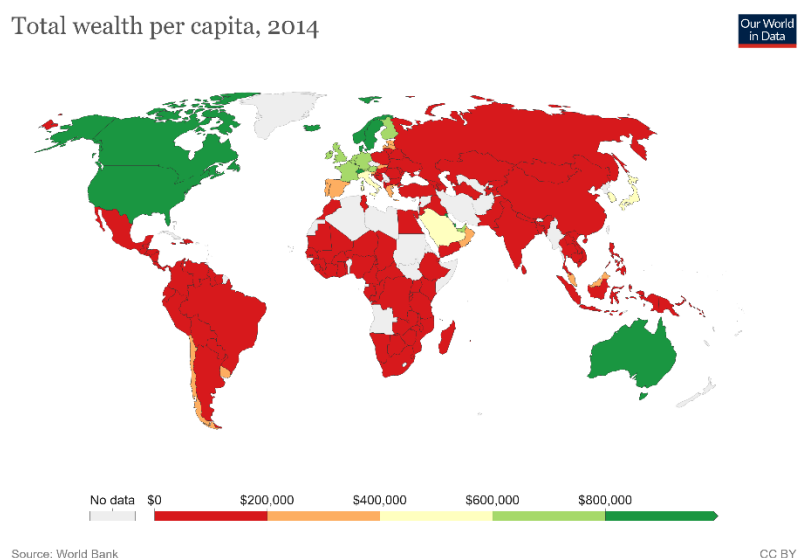 Total wealth per capita, 2014
Our World
in Data
No data
$0
$200,000
$400,000
$600,000
$800,000
Source: World Bank
CC BY